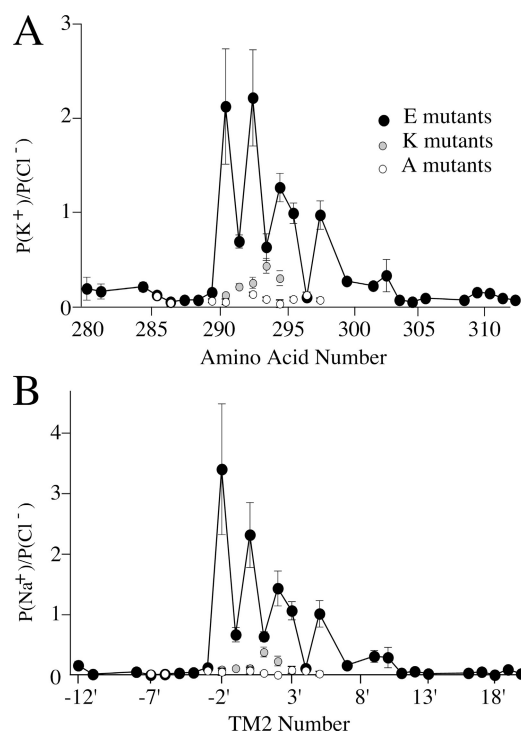 A
3
2
1
0
P(K+)/P(Cl-)
E mutants
K mutants
A mutants
280 285 290 295 300 305 310
Amino Acid Number
B
4
3
2
1
0
P(Na+)/P(Cl-)
-12' -7' -2' 3' 8' 13' 18'
TM2 Number